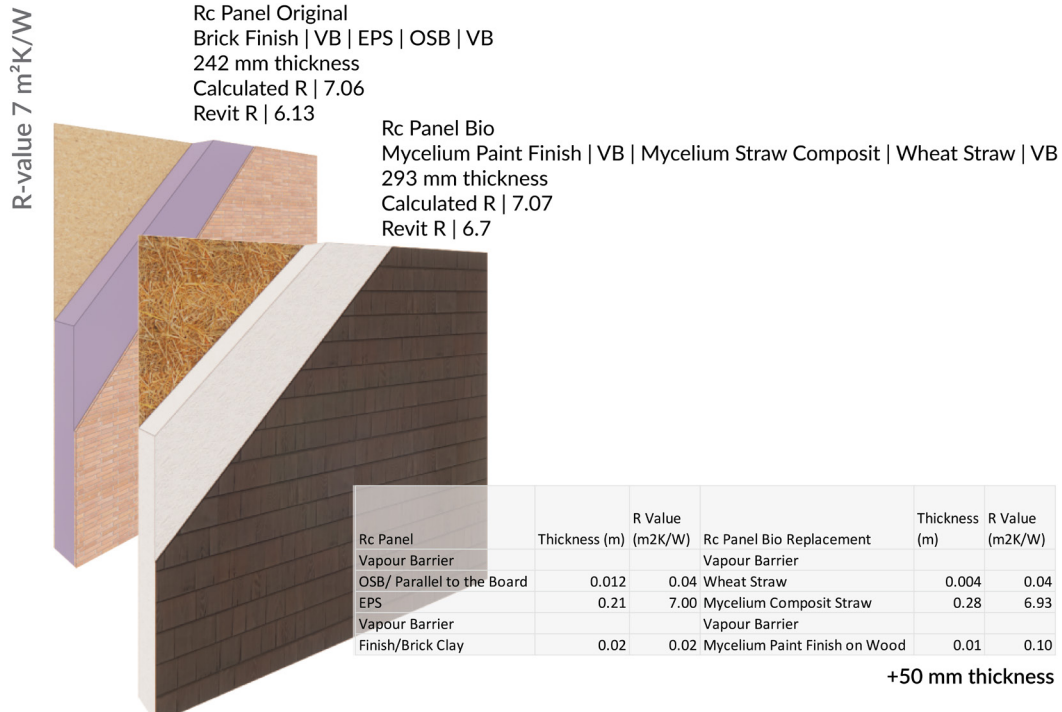 R-value 7 m²K/W
Rc Panel Original
Brick Finish | VB | EPS | OSB | VB
242 mm thickness
Calculated R | 7.06
Revit R | 6.13
Rc Panel Bio
Mycelium Paint Finish | VB | Mycelium Straw Composit | Wheat Straw | VB
293 mm thickness
Calculated R | 7.07
Revit R | 6.7
Rc Panel Thickness (m) R Value (m2K/W) Rc Panel Bio Replacement Thickness (m) R Value (m2K/W)
Vapour Barrier Vapour Barrier
OSB/ Parallel to the Board 0.012 0.04 Wheat Straw 0.004 0.04
EPS 0.21 7.00 Mycelium Composit Straw 0.28 6.93
Vapour Barrier Vapour Barrier
Finish/Brick Clay 0.02 0.02 Mycelium Paint Finish on Wood 0.01 0.10
+50 mm thickness